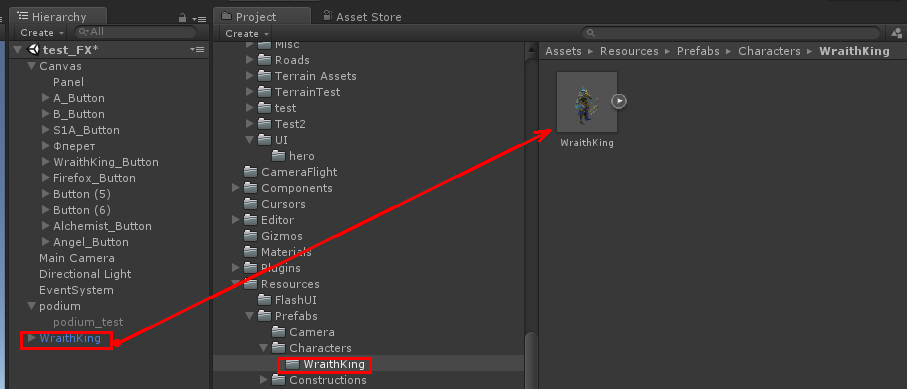 Hierarchy
Create
All
test_FX*
Canvas
Panel
A_Button
B_Button
S1A_Button
Фперет
WraithKing_Button
Firefox_Button
Button (5)
Button (6)
Alchemist_Button
Angel_Button
Main Camera
Directional Light
EventSystem
podium
podium_test
WraithKing
Project
Asset Store
Create
Misc
Roads
Terrain Assets
TerrainTest
test
Test2
UI
hero
CameraFlight
Components
Cursors
Editor
Gizmos
Materials
Plugins
Resources
FlashUI
Prefabs
Camera
Characters
WraithKing
Constructions
Assets ▸ Resources ▸ Prefabs ▸ Characters ▸ WraithKing
WraithKing